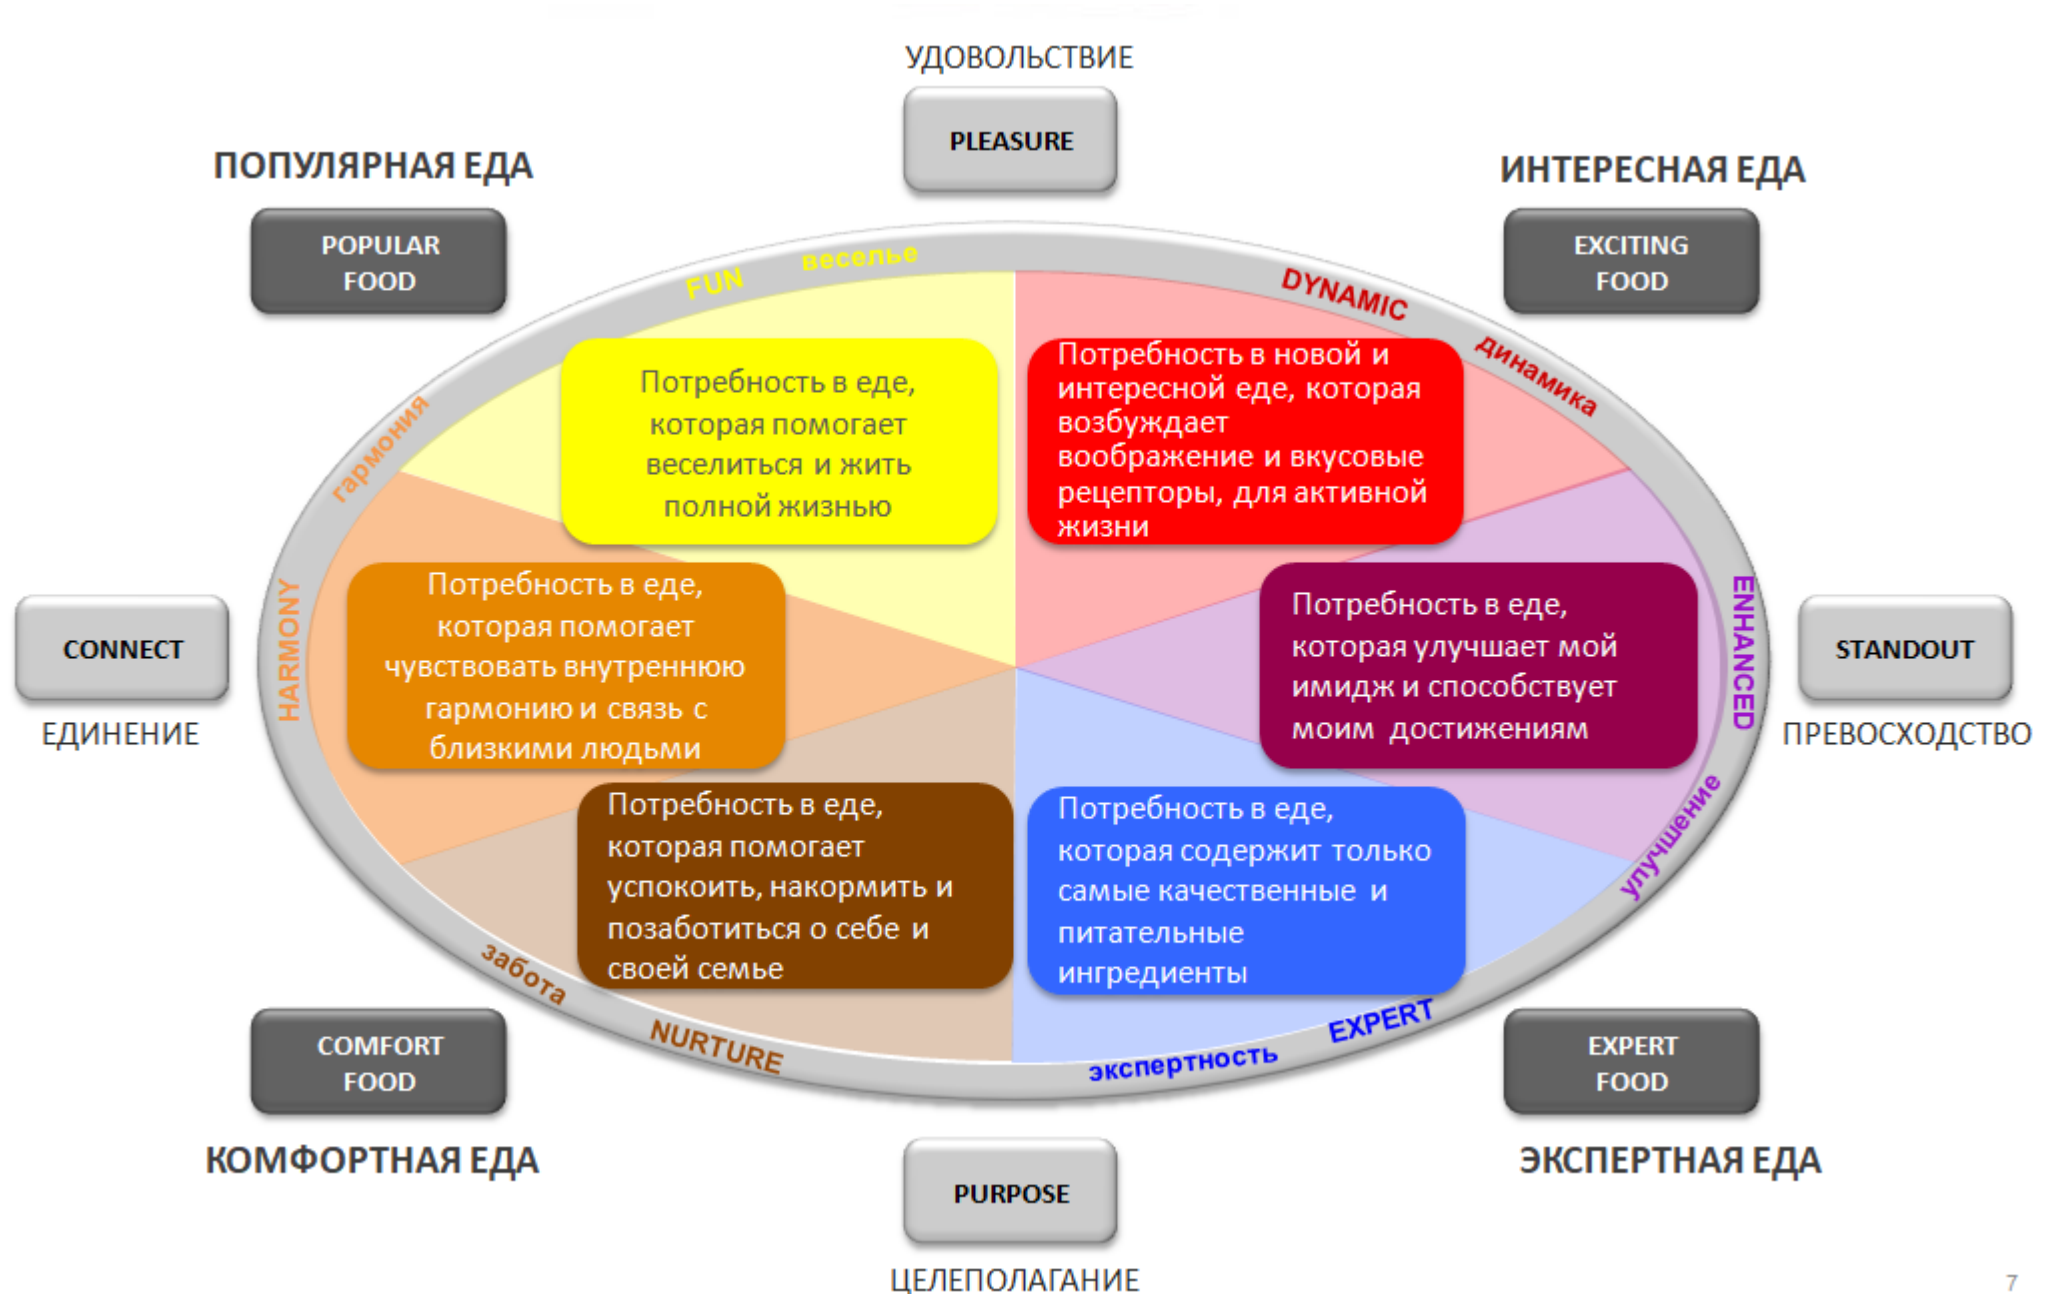 УДОВОЛЬСТВИЕ
PLEASURE
ПОПУЛЯРНАЯ ЕДА
POPULAR
FOOD
ИНТЕРЕСНАЯ ЕДА
EXCITING
FOOD
FUN веселье
DYNAMIC динамика
Потребность в еде,
которая помогает
веселиться и жить
полной жизнью
Потребность в новой и
интересной еде, которая
возбуждает
воображение и вкусовые
рецепторы, для активной
жизни
гармония
HARMONY
CONNECT
ЕДИНЕНИЕ
Потребность в еде,
которая помогает
чувствовать внутреннюю
гармонию и связь с
близкими людьми
Потребность в еде,
которая улучшает мой
имидж и способствует
моим достижениям
ENHANCED
улучшение
STANDOUT
ПРЕВОСХОДСТВО
Потребность в еде,
которая помогает
успокоить, накормить и
позаботиться о себе и
своей семье
Потребность в еде,
которая содержит только
самые качественные и
питательные
ингредиенты
забота
NURTURE
экспертность EXPERT
COMFORT
FOOD
КОМФОРТНАЯ ЕДА
EXPERT
FOOD
ЭКСПЕРТНАЯ ЕДА
PURPOSE
ЦЕЛЕПОЛАГАНИЕ
7